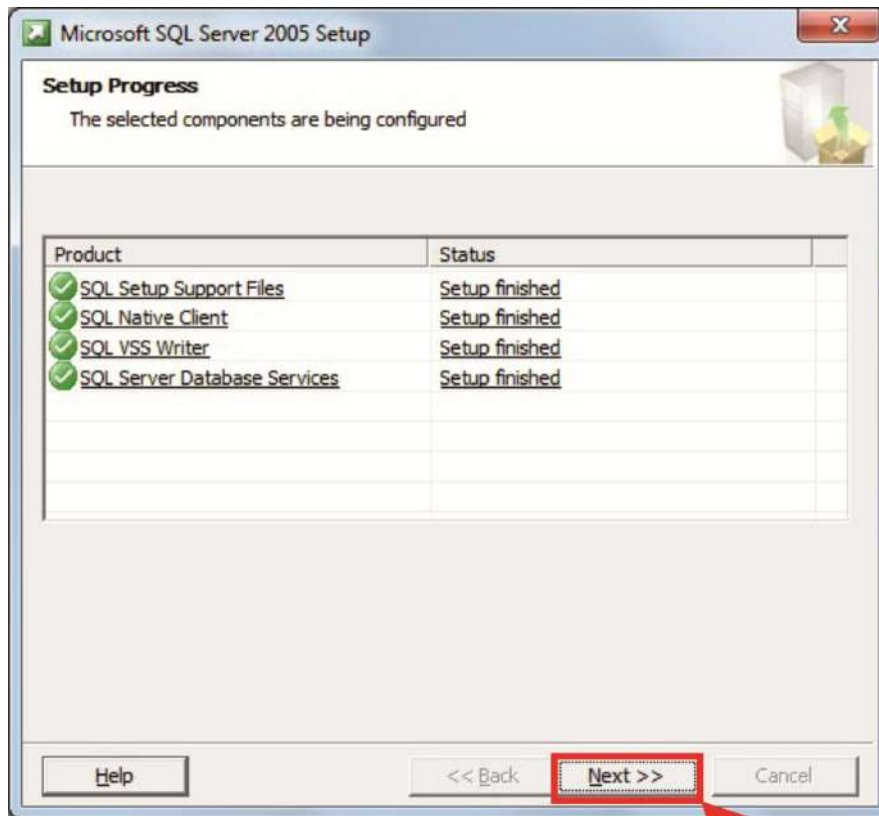 Microsoft SQL Server 2005 Setup
Setup Progress
The selected components are being configured
Product Status
SQL Setup Support Files Setup finished
SQL Native Client Setup finished
SQL VSS Writer Setup finished
SQL Server Database Services Setup finished
Help << Back Next >> Cancel